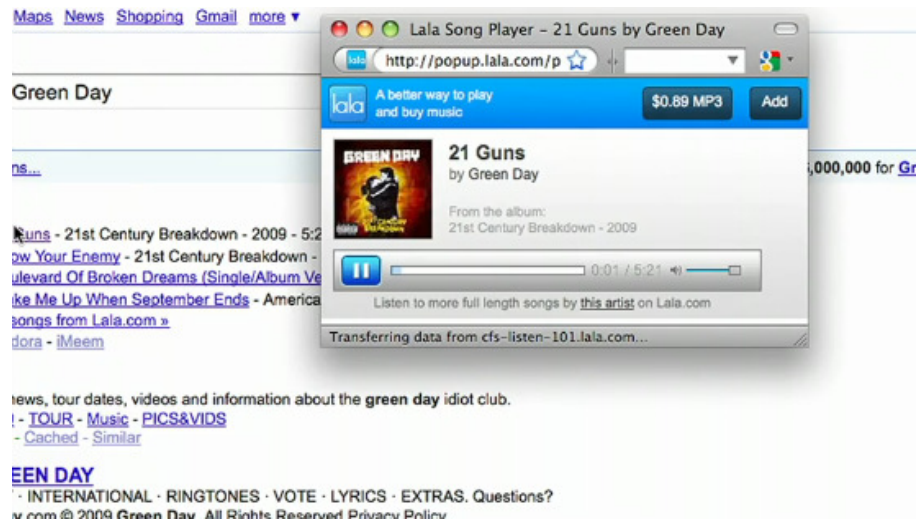 Maps News Shopping Gmail more ▼
Green Day
ns...
,000,000 for Gr
uns - 21st Century Breakdown - 2009 - 5:2
ow Your Enemy - 21st Century Breakdown -
ulevard Of Broken Dreams (Single/Album Ve
ke Me Up When September Ends - America
songs from Lala.com »
dora - iMeem
news, tour dates, videos and information about the green day idiot club.
- TOUR - Music - PICS&VIDS
- Cached - Similar
EEN DAY
· INTERNATIONAL · RINGTONES · VOTE · LYRICS · EXTRAS. Questions?
y.com © 2009 Green Day. All Rights Reserved Privacy Policy
Lala Song Player – 21 Guns by Green Day
lala http://popup.lala.com/p
lala
A better way to play
and buy music
$0.89 MP3 Add
GREEN DAY
21 Guns
by Green Day
From the album:
21st Century Breakdown - 2009
0:01 / 5:21
Listen to more full length songs by this artist on Lala.com
Transferring data from cfs-listen-101.lala.com...